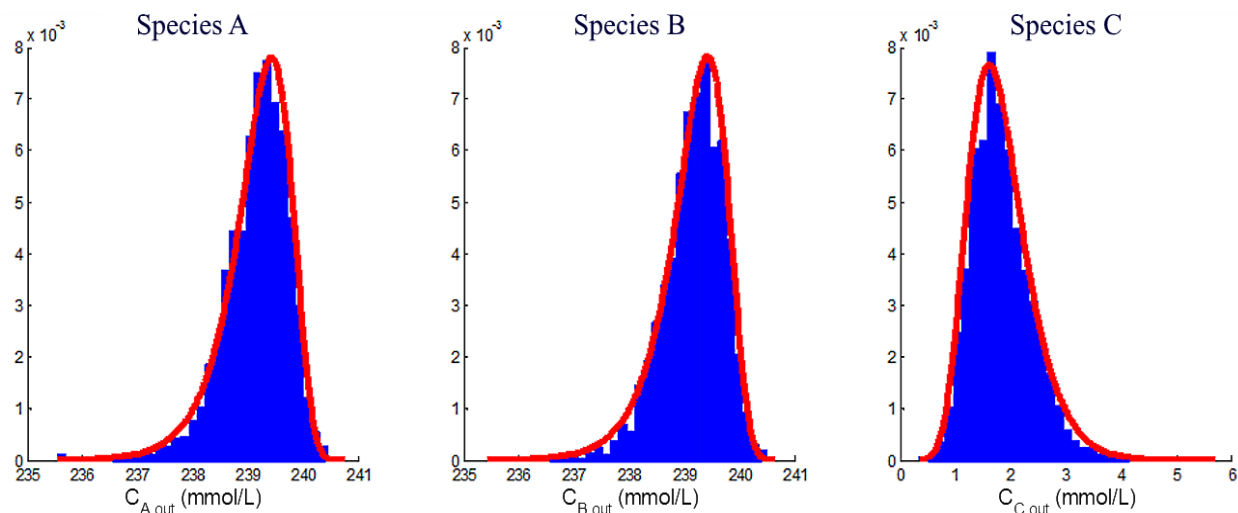 Species A
x 10⁻³
8
7
6
5
4
3
2
1
0
235 236 237 238 239 240 241
C_A out (mmol/L)
Species B
x 10⁻³
8
7
6
5
4
3
2
1
0
235 236 237 238 239 240 241
C_B out (mmol/L)
Species C
x 10⁻³
8
7
6
5
4
3
2
1
0
0 1 2 3 4 5 6
C_C out (mmol/L)